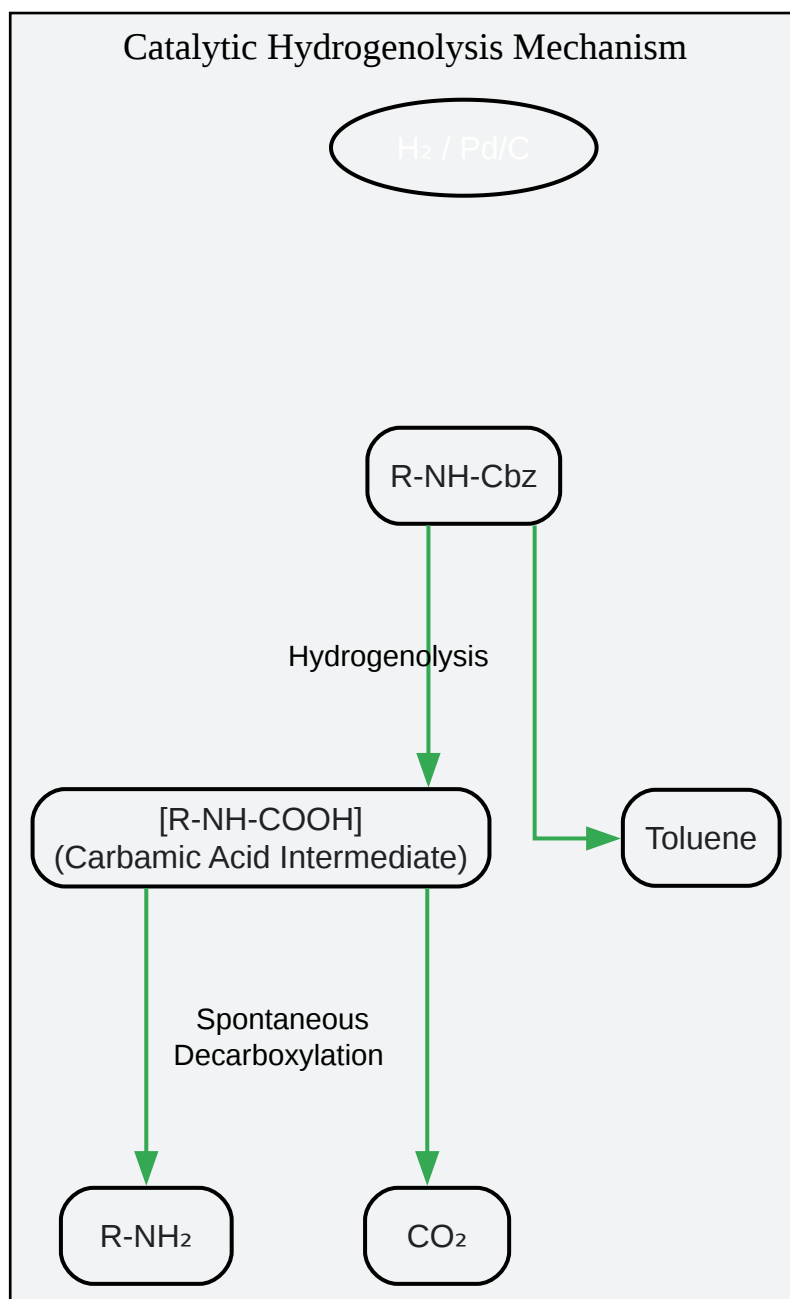 Catalytic Hydrogenolysis Mechanism
H₂ / Pd/C
R-NH-Cbz
Hydrogenolysis
[R-NH-COOH]
(Carbamic Acid Intermediate)
Toluene
Spontaneous
Decarboxylation
R-NH₂
CO₂